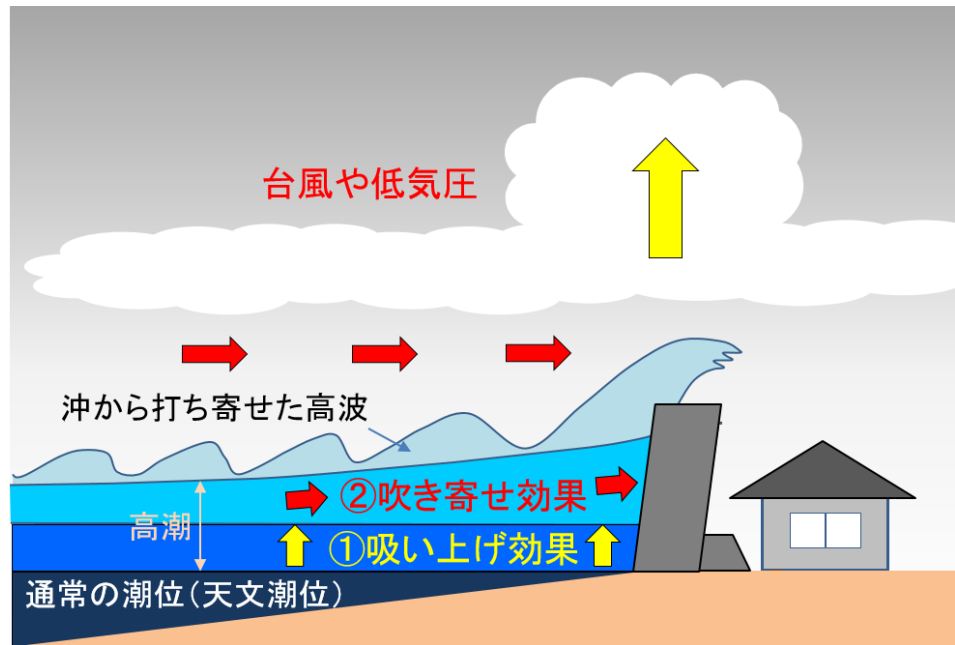 台風や低気圧
沖から打ち寄せた高波
②吹き寄せ効果
高潮
①吸い上げ効果
通常の潮位(天文潮位)